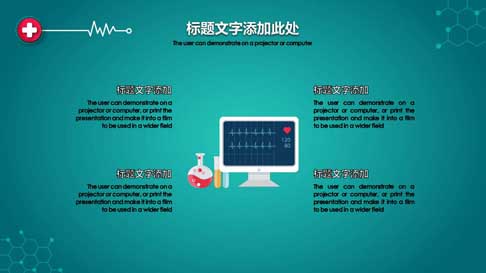 标题文字添加此处
The user can demonstrate on a projector or computer
标题文字添加
The user can demonstrate on a
projector or computer, or print the
presentation and make it into a film
to be used in a wider field
标题文字添加
The user can demonstrate on a
projector or computer, or print the
presentation and make it into a film
to be used in a wider field
120
80
标题文字添加
The user can demonstrate on a
projector or computer, or print the
presentation and make it into a film
to be used in a wider field
标题文字添加
The user can demonstrate on a
projector or computer, or print the
presentation and make it into a film
to be used in a wider field